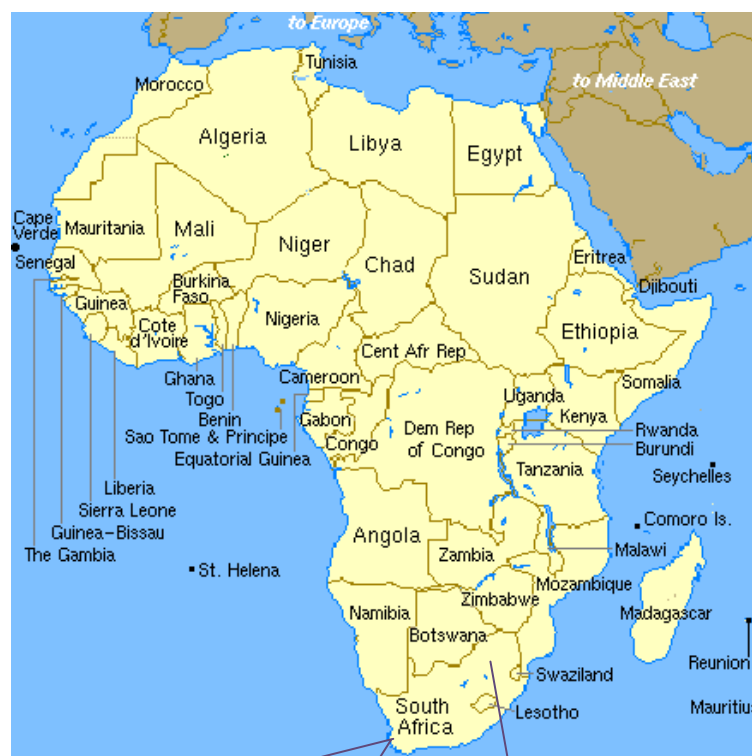 to Europe
to Middle East
Tunisia
Morocco
Algeria
Libya
Egypt
Cape
Verde
Mauritania
Mali
Niger
Chad
Sudan
Eritrea
Senegal
Djibouti
Burkina
Faso
Guinea
Nigeria
Cote
d'Ivoire
Ethiopia
Cent Afr Rep
Ghana
Cameroon
Somalia
Togo
Uganda
Benin
Gabon
Kenya
Sao Tome & Principe
Dem Rep
of Congo
Rwanda
Congo
Burundi
Equatorial Guinea
Tanzania
Seychelles
Liberia
Sierra Leone
Comoro Is.
Guinea-Bissau
Angola
The Gambia
Zambia
Malawi
St. Helena
Mozambique
Zimbabwe
Namibia
Madagascar
Botswana
Reunion
Swaziland
South
Africa
Lesotho
Mauritius